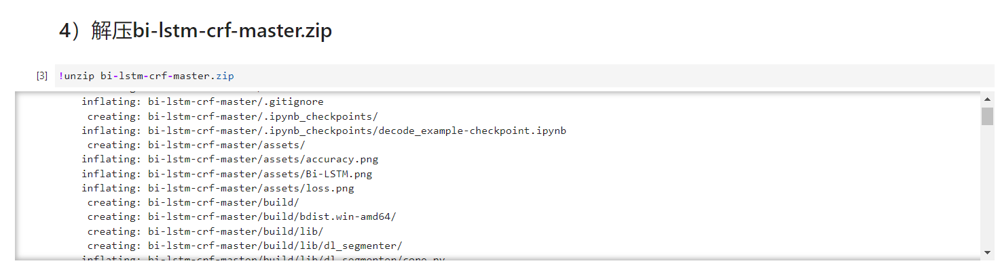 4）解压bi-lstm-crf-master.zip
[3] !unzip bi-lstm-crf-master.zip
inflating: bi-lstm-crf-master/.gitignore
creating: bi-lstm-crf-master/.ipynb_checkpoints/
inflating: bi-lstm-crf-master/.ipynb_checkpoints/decode_example-checkpoint.ipynb
creating: bi-lstm-crf-master/assets/
inflating: bi-lstm-crf-master/assets/accuracy.png
inflating: bi-lstm-crf-master/assets/Bi-LSTM.png
inflating: bi-lstm-crf-master/assets/loss.png
creating: bi-lstm-crf-master/build/
creating: bi-lstm-crf-master/build/bdist.win-amd64/
creating: bi-lstm-crf-master/build/lib/
creating: bi-lstm-crf-master/build/lib/dl_segmenter/
inflating: bi-lstm-crf-master/build/lib/dl_segmenter/